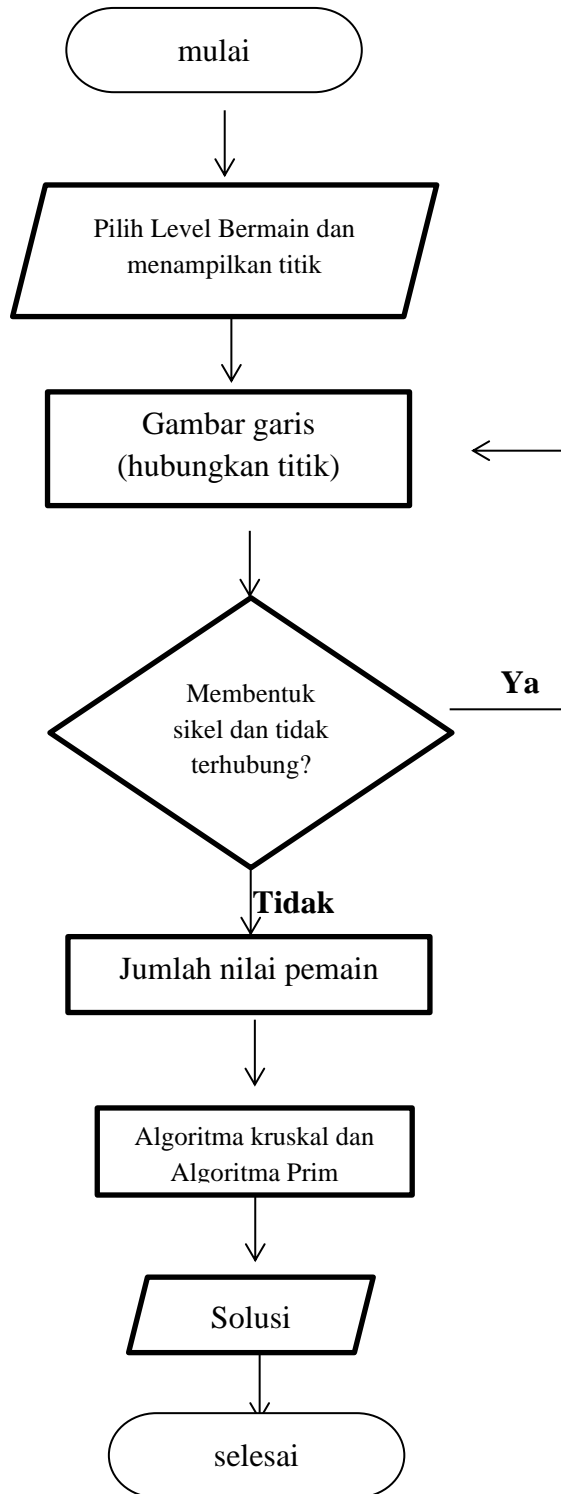 mulai
Pilih Level Bermain dan
menampilkan titik
Gambar garis
(hubungkan titik)
Membentuk
sikel dan tidak
terhubung?
Ya
Tidak
Jumlah nilai pemain
Algoritma kruskal dan
Algoritma Prim
Solusi
selesai